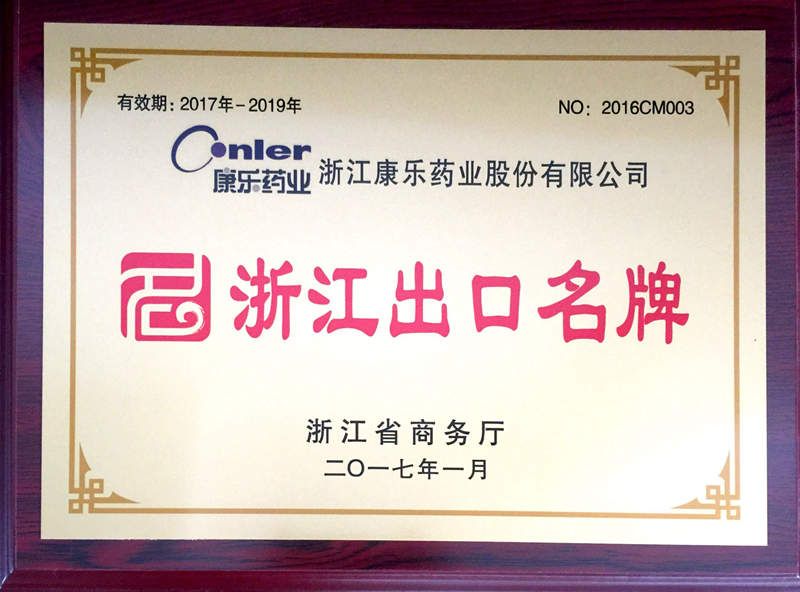 有效期：2017年-2019年
NO：2016CM003
Conler
康乐药业
浙江康乐药业股份有限公司
浙江出口名牌
浙江省商务厅
二〇一七年一月